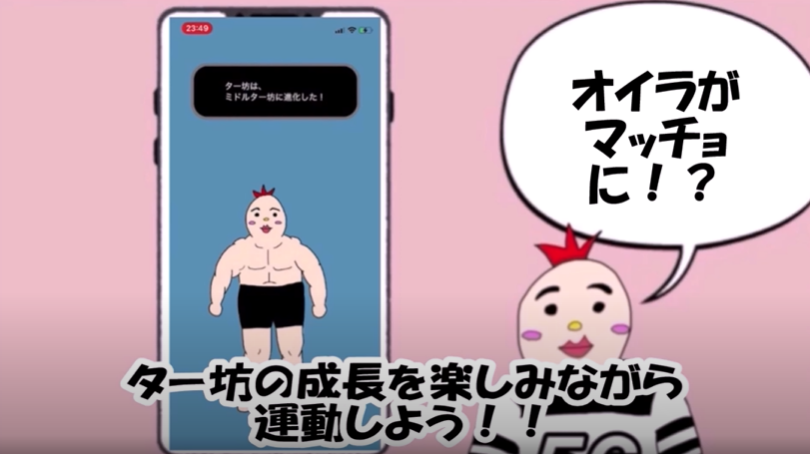 23:49
ター坊は、
ミドルター坊に進化した！
オイラが
マッチョ
に！？
ター坊の成長を楽しみながら
運動しよう！！